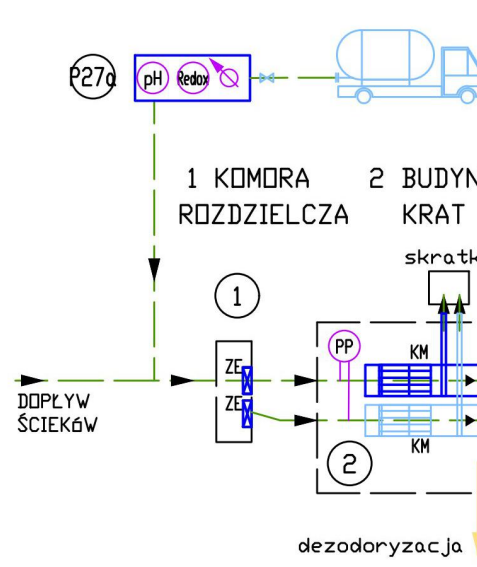 P27a pH Redox
1 KOMORA
ROZDZIELCZA
2 BUDYN
KRAT
skratk
1
ZE
ZE
PP
KM
KM
DOPŁYW
ŚCIEKÓW
2
dezodoryzacja